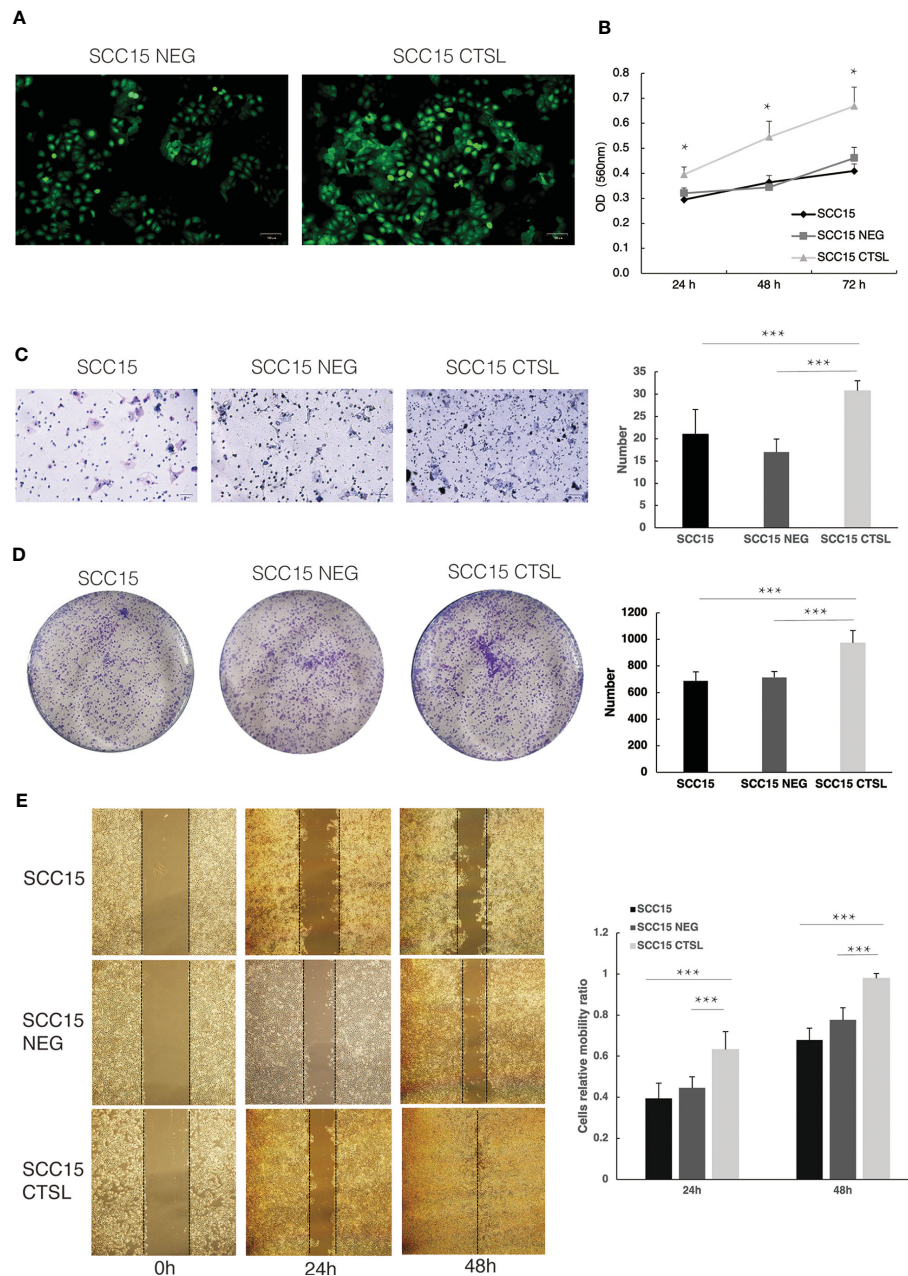 A
SCC15 NEG
SCC15 CTSL
B
0.8
0.7
0.6
0.5
0.4
0.3
0.2
0.1
0.0
OD (560nm)
*
*
*
SCC15
SCC15 NEG
SCC15 CTSL
24 h
48 h
72 h
C
SCC15
SCC15 NEG
SCC15 CTSL
***
***
35
30
25
20
15
10
5
0
Number
SCC15
SCC15 NEG
SCC15 CTSL
D
SCC15
SCC15 NEG
SCC15 CTSL
***
***
1200
1000
800
600
400
200
0
Number
SCC15
SCC15 NEG
SCC15 CTSL
E
SCC15
SCC15
NEG
SCC15
CTSL
0h
24h
48h
SCC15
SCC15 NEG
SCC15 CTSL
1.2
1
0.8
0.6
0.4
0.2
0
Cells relative mobility ratio
***
***
***
***
24h
48h